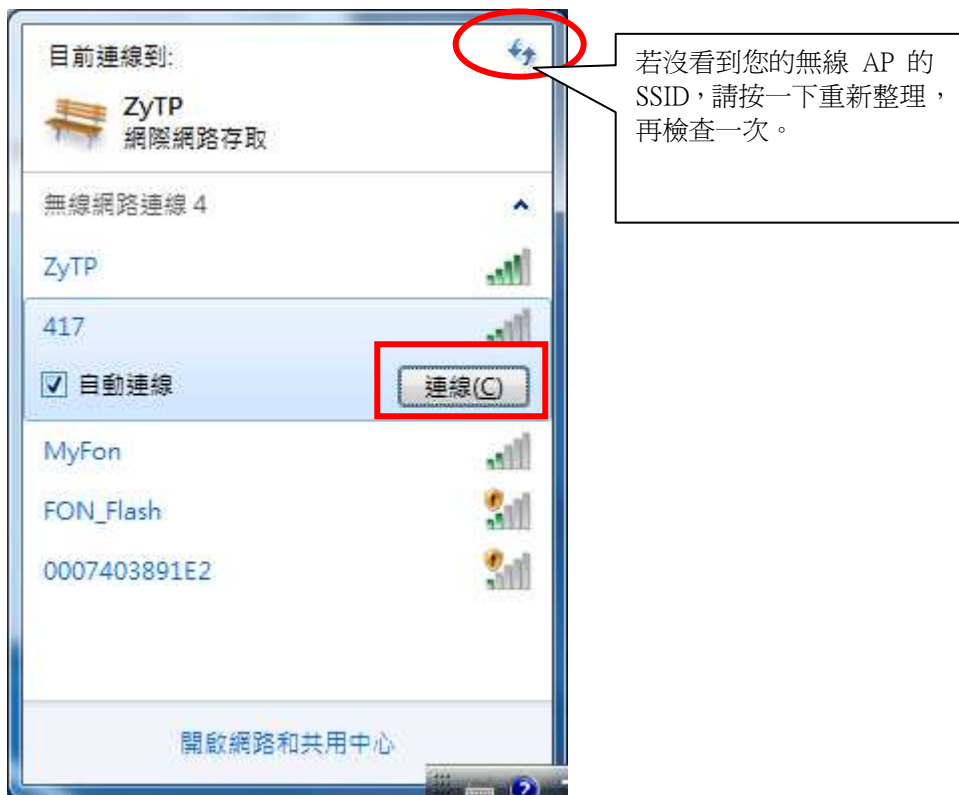 目前連線到:
ZyTP
網際網路存取
無線網路連線 4
ZyTP
417
自動連線
連線(C)
MyFon
FON_Flash
0007403891E2
開啟網路和共用中心
若沒看到您的無線 AP 的
SSID，請按一下重新整理，
再檢查一次。